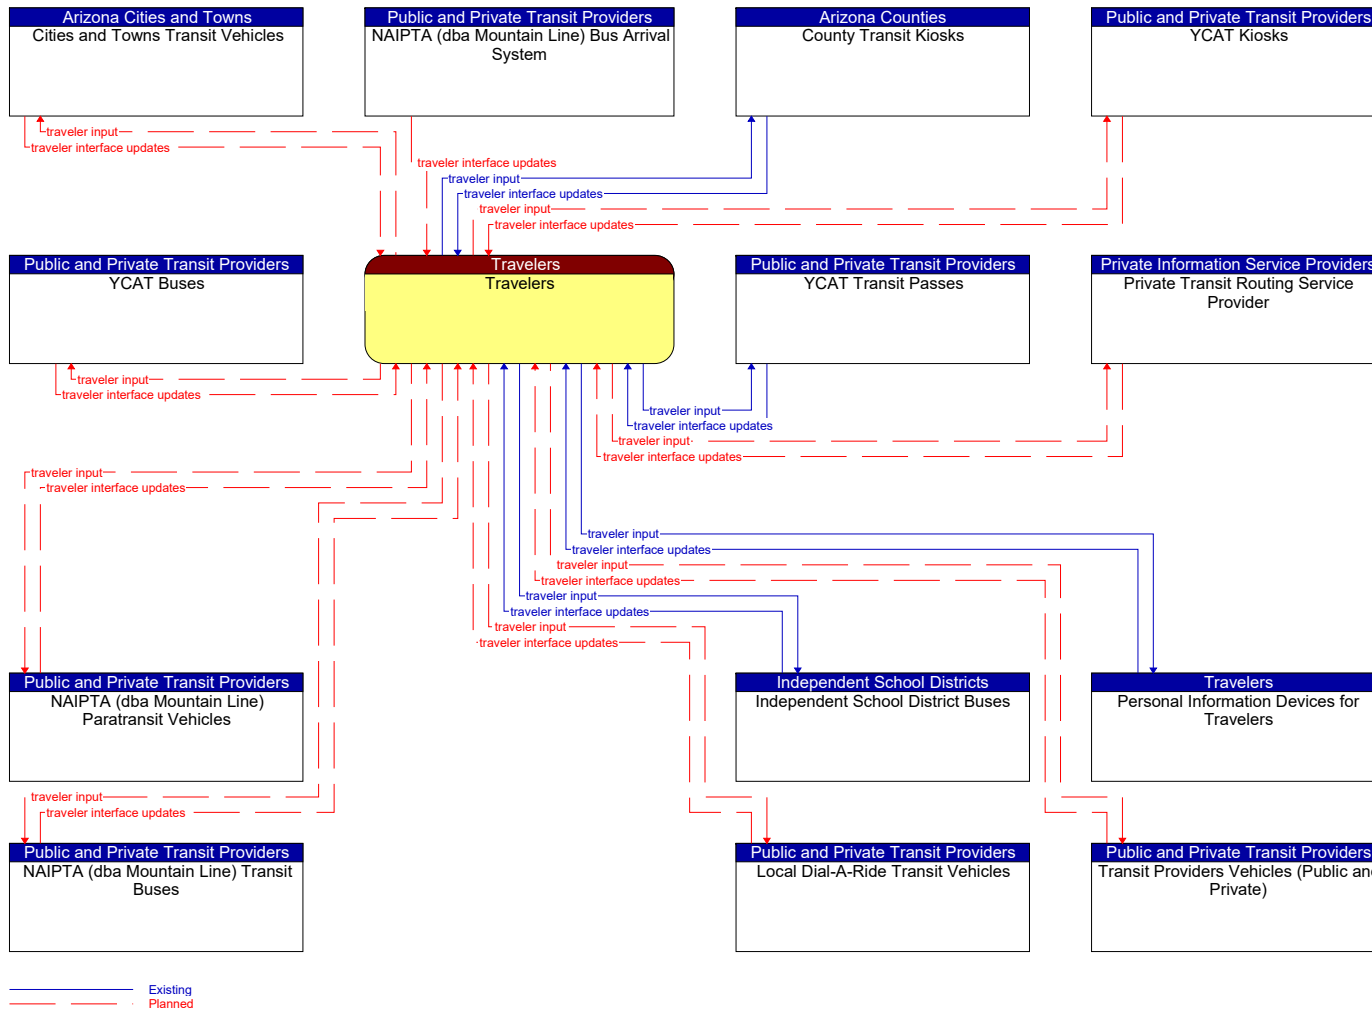 Arizona Cities and Towns
Cities and Towns Transit Vehicles
Public and Private Transit Providers
NAIPTA (dba Mountain Line) Bus Arrival
System
Arizona Counties
County Transit Kiosks
Public and Private Transit Providers
YCAT Kiosks
traveler input
traveler interface updates
traveler interface updates
traveler input
traveler interface updates
traveler input
traveler interface updates
Public and Private Transit Providers
YCAT Buses
Travelers
Travelers
Public and Private Transit Providers
YCAT Transit Passes
Private Information Service Providers
Private Transit Routing Service
Provider
traveler input
traveler interface updates
traveler input
traveler interface updates
traveler input
traveler interface updates
traveler input
traveler interface updates
traveler input
traveler interface updates
traveler input
traveler interface updates
traveler input
traveler interface updates
traveler input
traveler interface updates
Public and Private Transit Providers
NAIPTA (dba Mountain Line)
Paratransit Vehicles
Independent School Districts
Independent School District Buses
Travelers
Personal Information Devices for
Travelers
traveler input
traveler interface updates
Public and Private Transit Providers
NAIPTA (dba Mountain Line) Transit
Buses
Public and Private Transit Providers
Local Dial-A-Ride Transit Vehicles
Public and Private Transit Providers
Transit Providers Vehicles (Public and
Private)
Existing
Planned